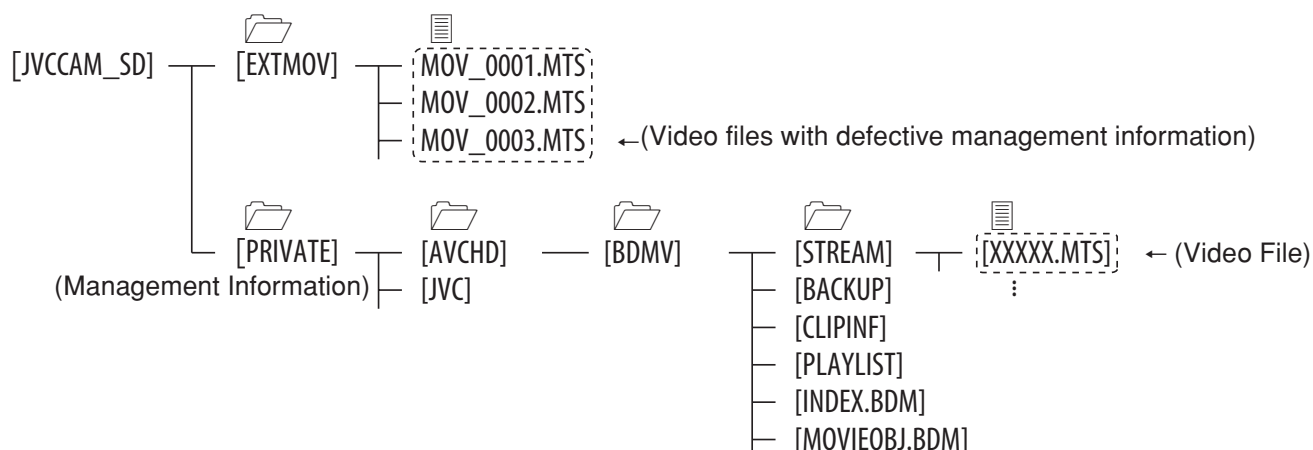 [JVCCAM_SD] [EXTMOV] MOV_0001.MTS
MOV_0002.MTS
MOV_0003.MTS ←(Video files with defective management information)
[PRIVATE] [AVCHD] [BDMV] [STREAM] [XXXXX.MTS] ← (Video File)
(Management Information) [JVC] [BACKUP]
[CLIPINF]
[PLAYLIST]
[INDEX.BDM]
[MOVIEOBJ.BDM]